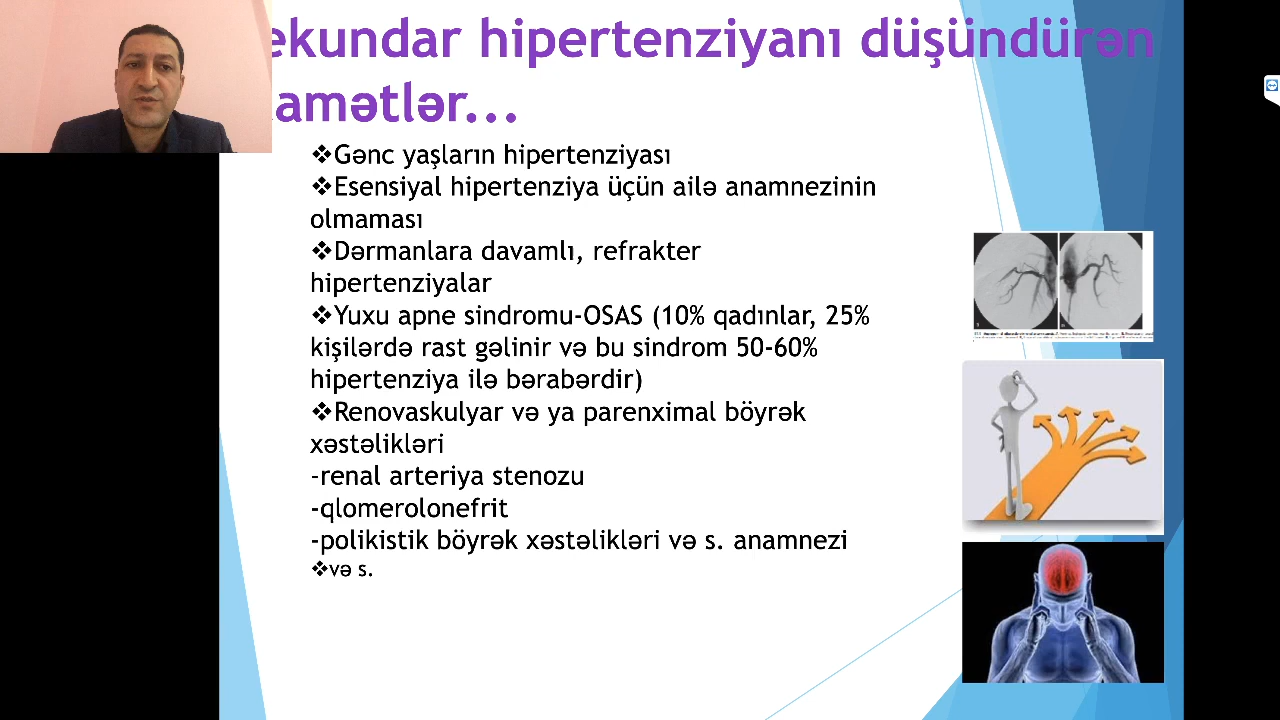 ekundar hipertenziyanı düşündürən
amətlər...
❖Gənc yaşların hipertenziyası
❖Esensiyal hipertenziya üçün ailə anamnezinin
olmaması
❖Dərmanlara davamlı, refrakter
hipertenziyalar
❖Yuxu apne sindromu-OSAS (10% qadınlar, 25%
kişilərdə rast gəlinir və bu sindrom 50-60%
hipertenziya ilə bərabərdir)
❖Renovaskulyar və ya parenximal böyrək
xəstəlikləri
-renal arteriya stenozu
-qlomerolonefrit
-polikistik böyrək xəstəlikləri və s. anamnezi
❖və s.